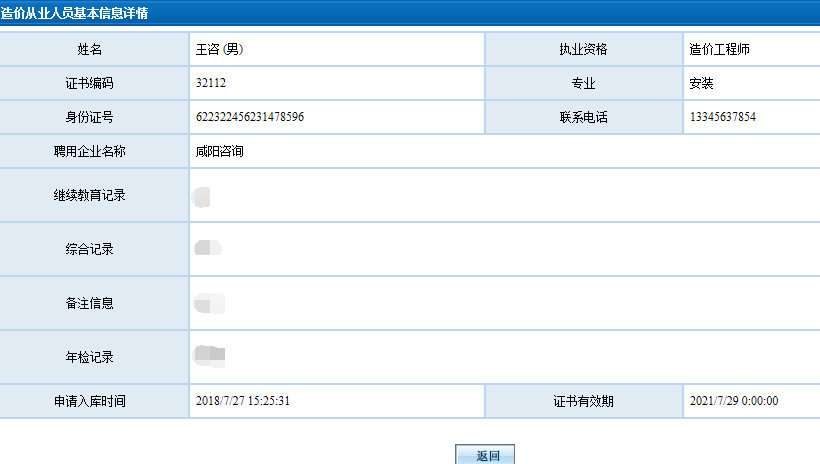 造价从业人员基本信息详情
姓名 王咨(男) 执业资格 造价工程师
证书编码 32112 专业 安装
身份证号 622322456231478596 联系电话 13345637854
聘用企业名称 咸阳咨询
继续教育记录
综合记录
备注信息
年检记录
申请入库时间 2018/7/27 15:25:31 证书有效期 2021/7/29 0:00:00
返回